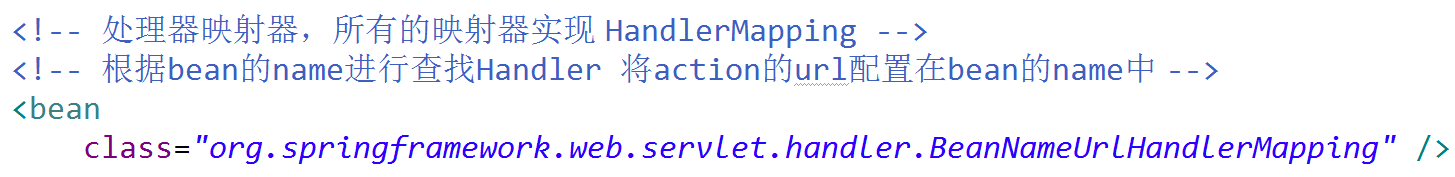 <!-- 处理器映射器，所有的映射器实现 HandlerMapping -->
<!-- 根据bean的name进行查找Handler 将action的url配置在bean的name中 -->
<bean
class="org.springframework.web.servlet.handler.BeanNameUrlHandlerMapping" />